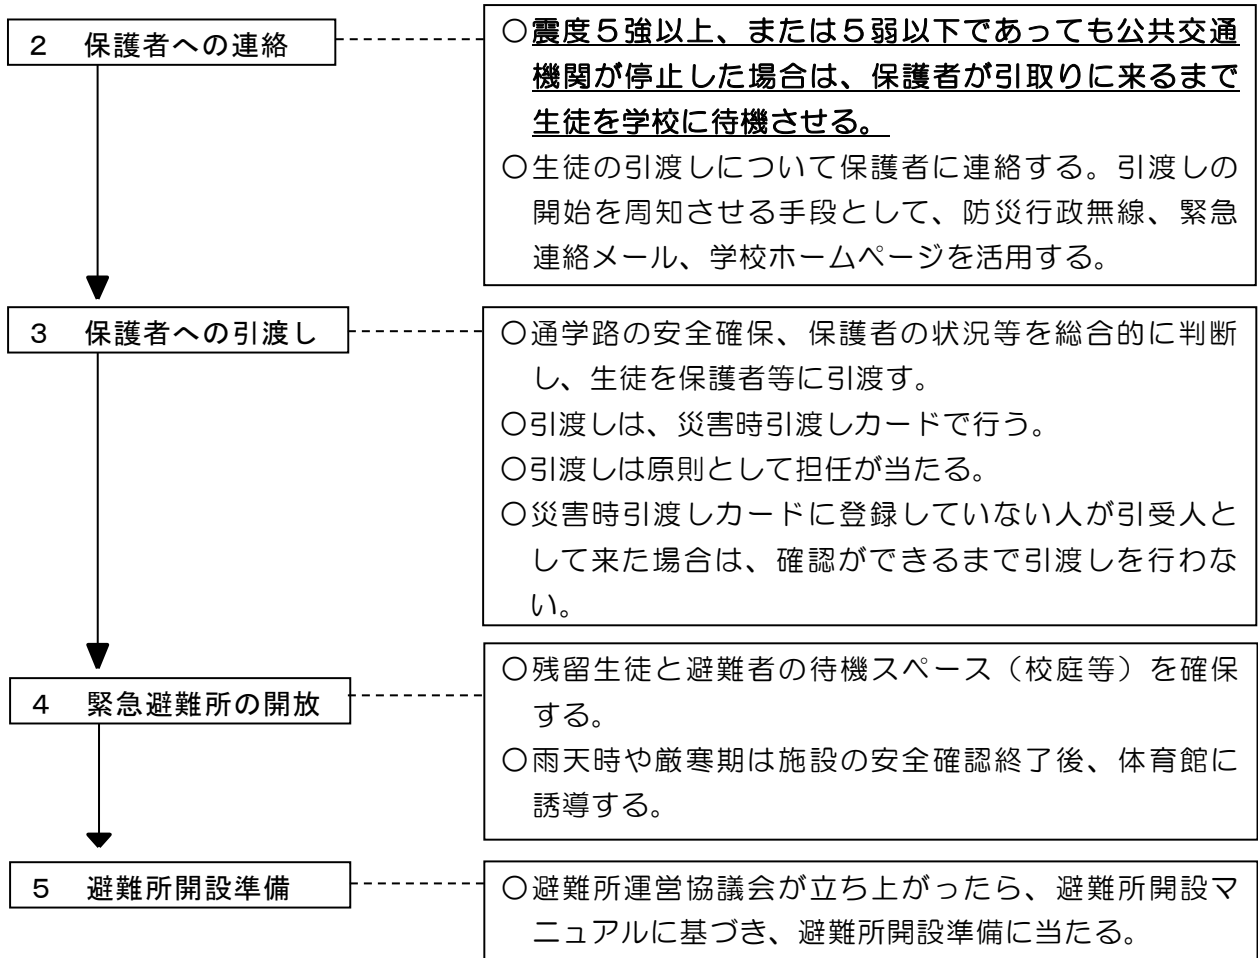 ２　保護者への連絡
○震度５強以上、または５弱以下であっても公共交通
機関が停止した場合は、保護者が引取りに来るまで
生徒を学校に待機させる。
○生徒の引渡しについて保護者に連絡する。引渡しの
開始を周知させる手段として、防災行政無線、緊急
連絡メール、学校ホームページを活用する。
３　保護者への引渡し
○通学路の安全確保、保護者の状況等を総合的に判断
し、生徒を保護者等に引渡す。
○引渡しは、災害時引渡しカードで行う。
○引渡しは原則として担任が当たる。
○災害時引渡しカードに登録していない人が引受人と
して来た場合は、確認ができるまで引渡しを行わな
い。
４　緊急避難所の開放
○残留生徒と避難者の待機スペース（校庭等）を確保
する。
○雨天時や厳寒期は施設の安全確認終了後、体育館に
誘導する。
５　避難所開設準備
○避難所運営協議会が立ち上がったら、避難所開設マ
ニュアルに基づき、避難所開設準備に当たる。